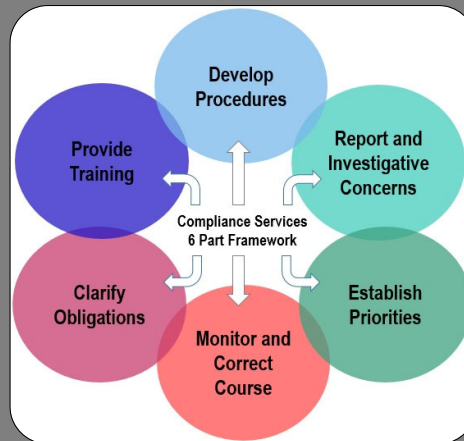 Develop
Procedures
Provide
Training
Report and
Investigative
Concerns
Compliance Services
6 Part Framework
Clarify
Obligations
Establish
Priorities
Monitor and
Correct
Course